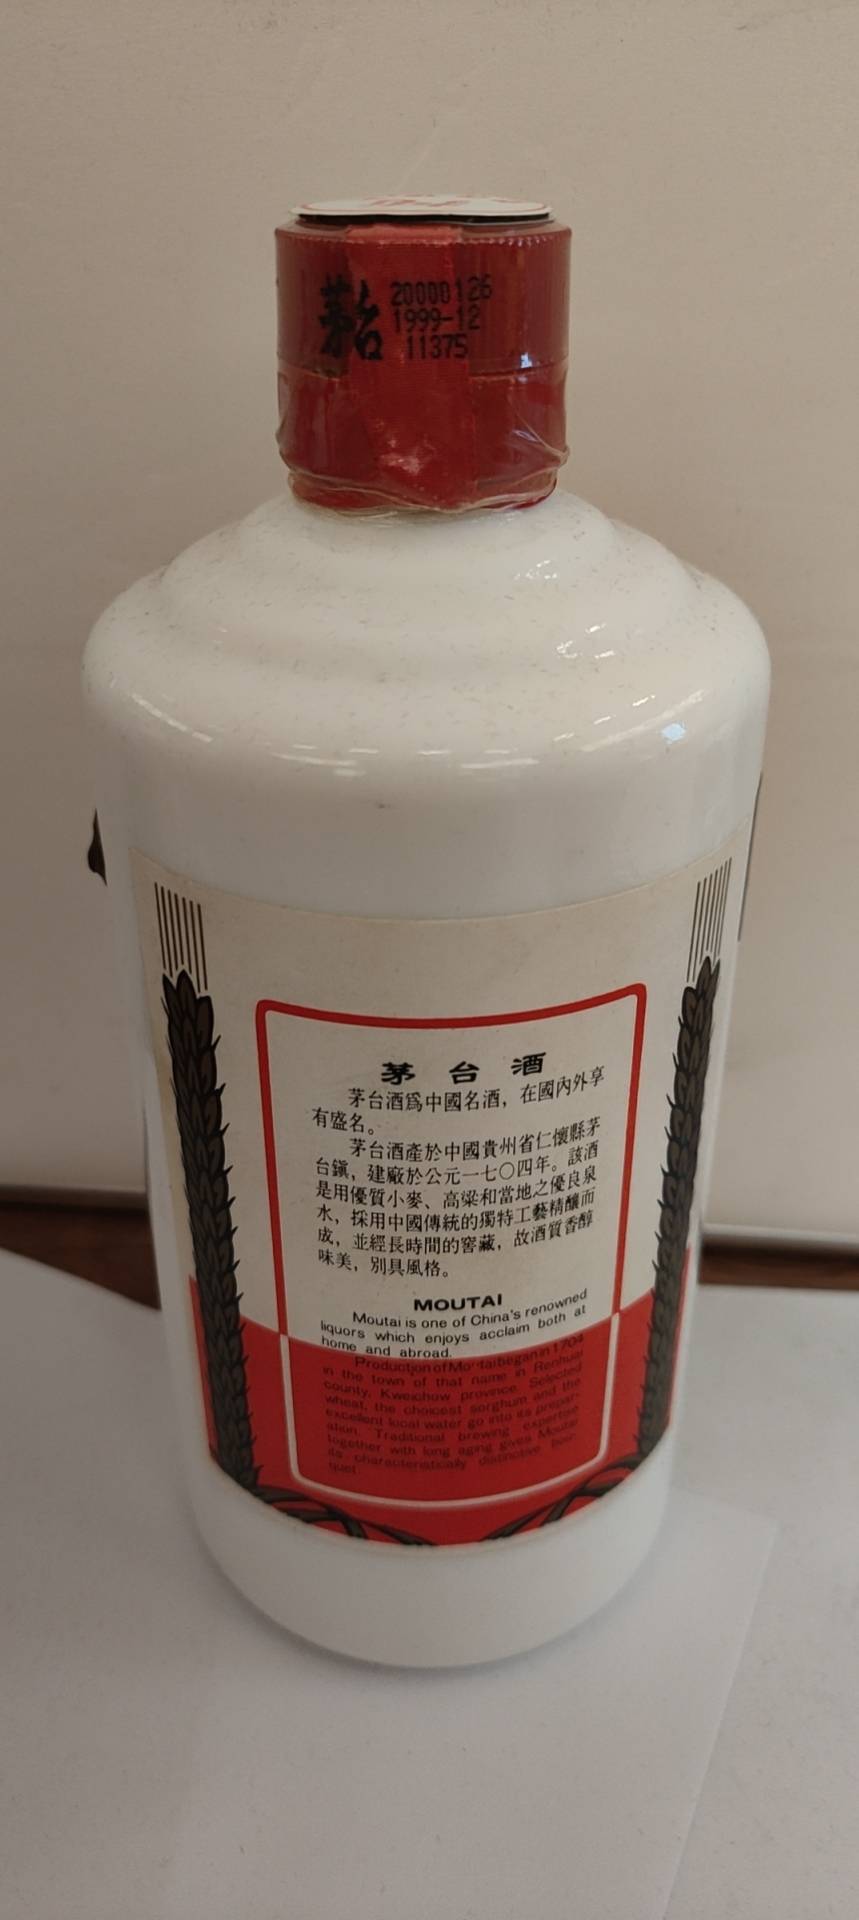 茅台
20000126
1999-12
11375
茅台酒
茅台酒爲中國名酒，在國內外享
有盛名。
茅台酒產於中國貴州省仁懷縣茅
台鎭，建廠於公元一七〇四年。該酒
是用優質小麥、高粱和當地之優良泉
水，採用中國傳統的獨特工藝精釀而
成，並經長時間的窖藏，故酒質香醇
味美，別具風格。
MOUTAI
Moutai is one of China's renowned
liquors which enjoys acclaim both at
home and abroad.
Production of Moutai began in 1704
in the town of that name in Renhuai
county, Kweichow province. Selected
wheat, the choicest sorghum and the
excellent local water go into its prepar-
ation. Traditional brewing expertise
together with long aging gives Moutai
its characteristically distinctive bou-
quet.